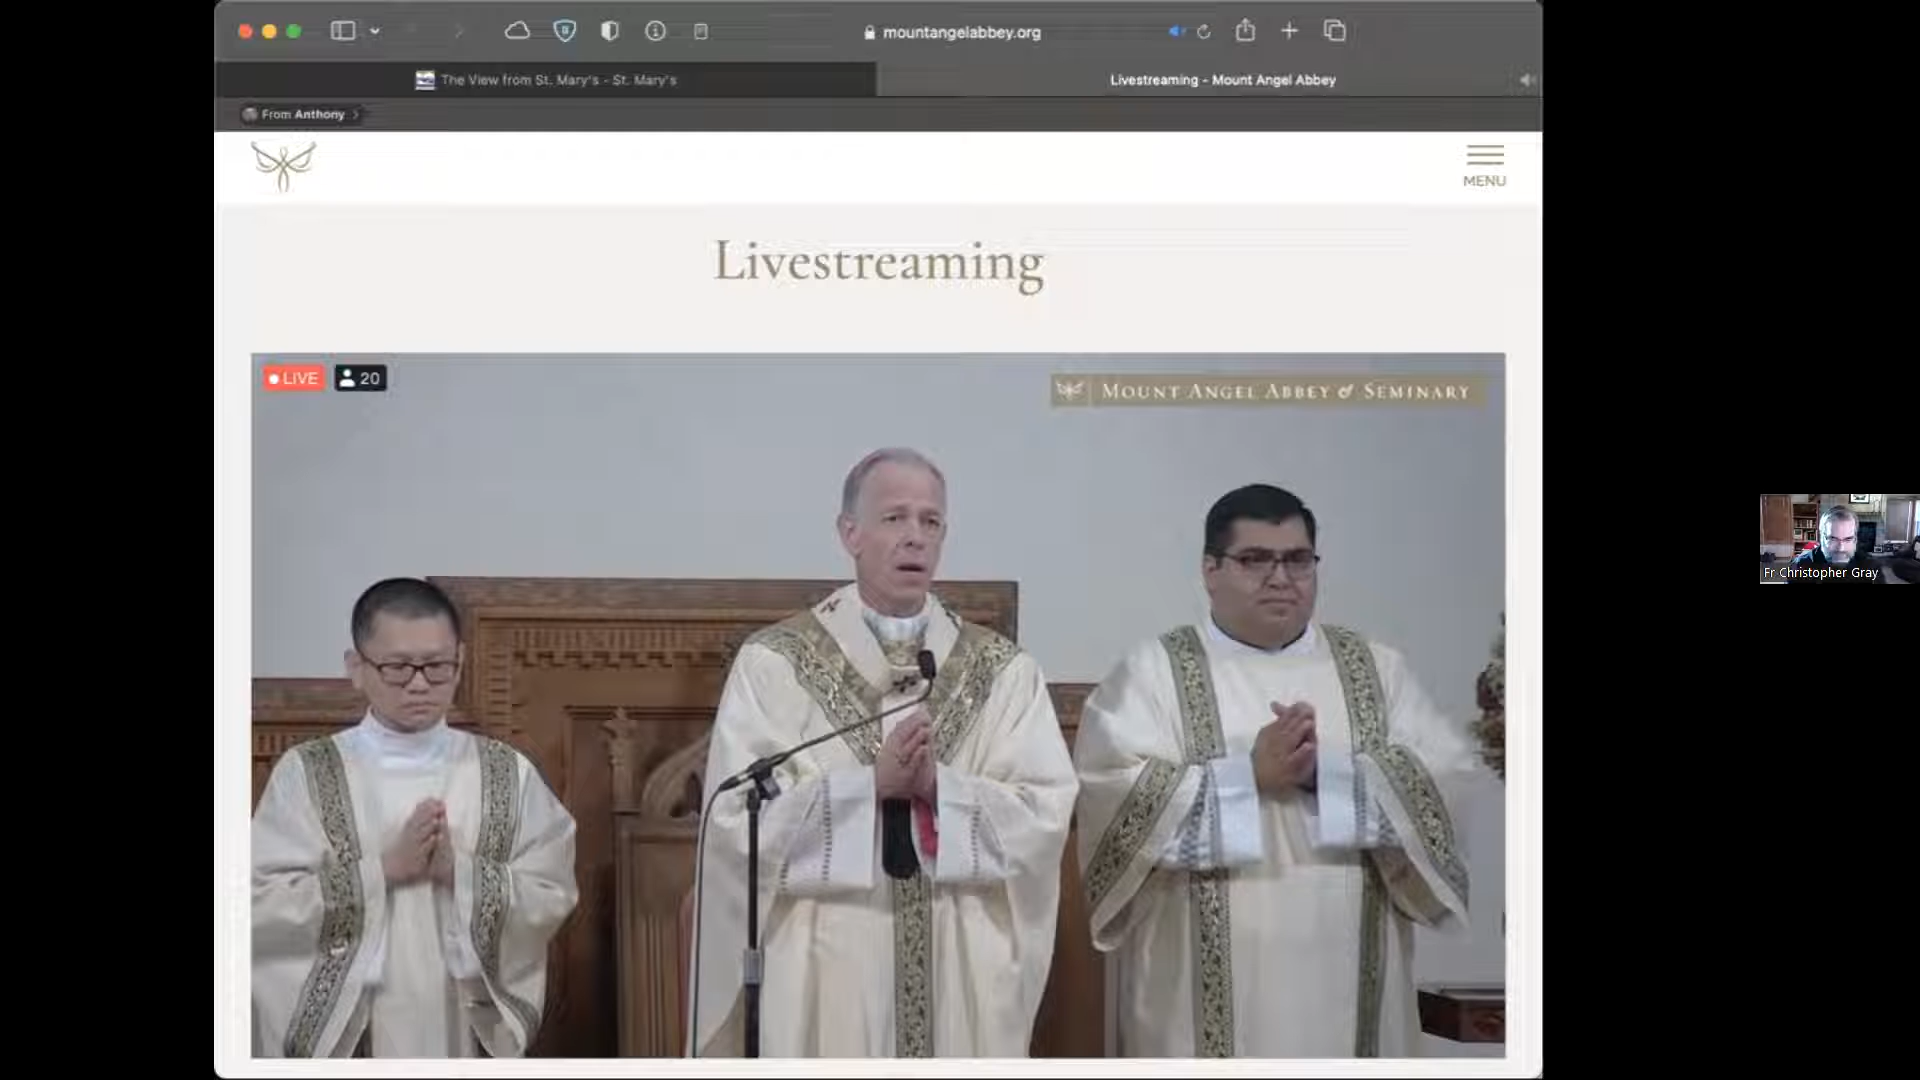 mountangelabbey.org
The View from St. Mary's - St. Mary's
Livestreaming - Mount Angel Abbey
From Anthony
MENU
Livestreaming
LIVE
20
MOUNT ANGEL ABBEY & SEMINARY
Fr Christopher Gray